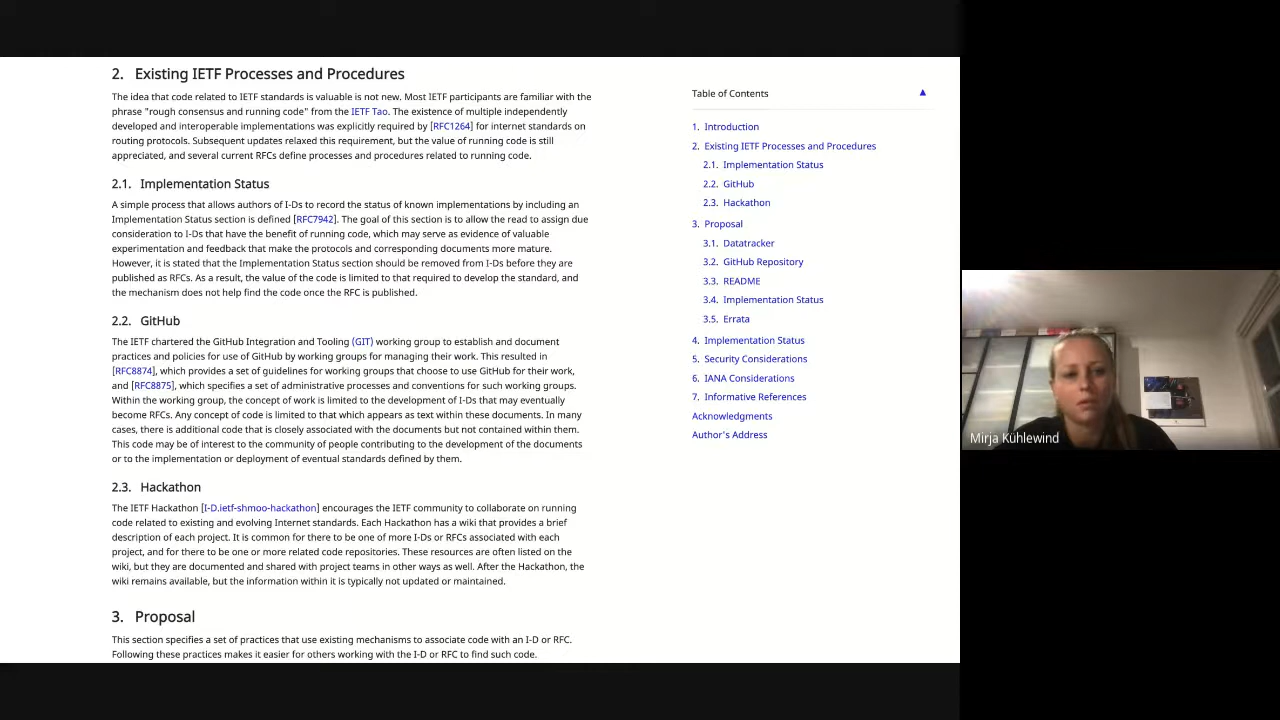 2. Existing IETF Processes and Procedures
The idea that code related to IETF standards is valuable is not new. Most IETF participants are familiar with the
phrase "rough consensus and running code" from the IETF Tao. The existence of multiple independently
developed and interoperable implementations was explicitly required by [RFC1264] for internet standards on
routing protocols. Subsequent updates relaxed this requirement, but the value of running code is still
appreciated, and several current RFCs define processes and procedures related to running code.
2.1. Implementation Status
A simple process that allows authors of I-Ds to record the status of known implementations by including an
Implementation Status section is defined [RFC7942]. The goal of this section is to allow the read to assign due
consideration to I-Ds that have the benefit of running code, which may serve as evidence of valuable
experimentation and feedback that make the protocols and corresponding documents more mature.
However, it is stated that the Implementation Status section should be removed from I-Ds before they are
published as RFCs. As a result, the value of the code is limited to that required to develop the standard, and
the mechanism does not help find the code once the RFC is published.
2.2. GitHub
The IETF chartered the GitHub Integration and Tooling (GIT) working group to establish and document
practices and policies for use of GitHub by working groups for managing their work. This resulted in
[RFC8874], which provides a set of guidelines for working groups that choose to use GitHub for their work,
and [RFC8875], which specifies a set of administrative processes and conventions for such working groups.
Within the working group, the concept of work is limited to the development of I-Ds that may eventually
become RFCs. Any concept of code is limited to that which appears as text within these documents. In many
cases, there is additional code that is closely associated with the documents but not contained within them.
This code may be of interest to the community of people contributing to the development of the documents
or to the implementation or deployment of eventual standards defined by them.
2.3. Hackathon
The IETF Hackathon [I-D.ietf-shmoo-hackathon] encourages the IETF community to collaborate on running
code related to existing and evolving Internet standards. Each Hackathon has a wiki that provides a brief
description of each project. It is common for there to be one of more I-Ds or RFCs associated with each
project, and for there to be one or more related code repositories. These resources are often listed on the
wiki, but they are documented and shared with project teams in other ways as well. After the Hackathon, the
wiki remains available, but the information within it is typically not updated or maintained.
3. Proposal
This section specifies a set of practices that use existing mechanisms to associate code with an I-D or RFC.
Following these practices makes it easier for others working with the I-D or RFC to find such code.
Table of Contents ▲
1. Introduction
2. Existing IETF Processes and Procedures
2.1. Implementation Status
2.2. GitHub
2.3. Hackathon
3. Proposal
3.1. Datatracker
3.2. GitHub Repository
3.3. README
3.4. Implementation Status
3.5. Errata
4. Implementation Status
5. Security Considerations
6. IANA Considerations
7. Informative References
Acknowledgments
Author's Address
Mirja Kühlewind